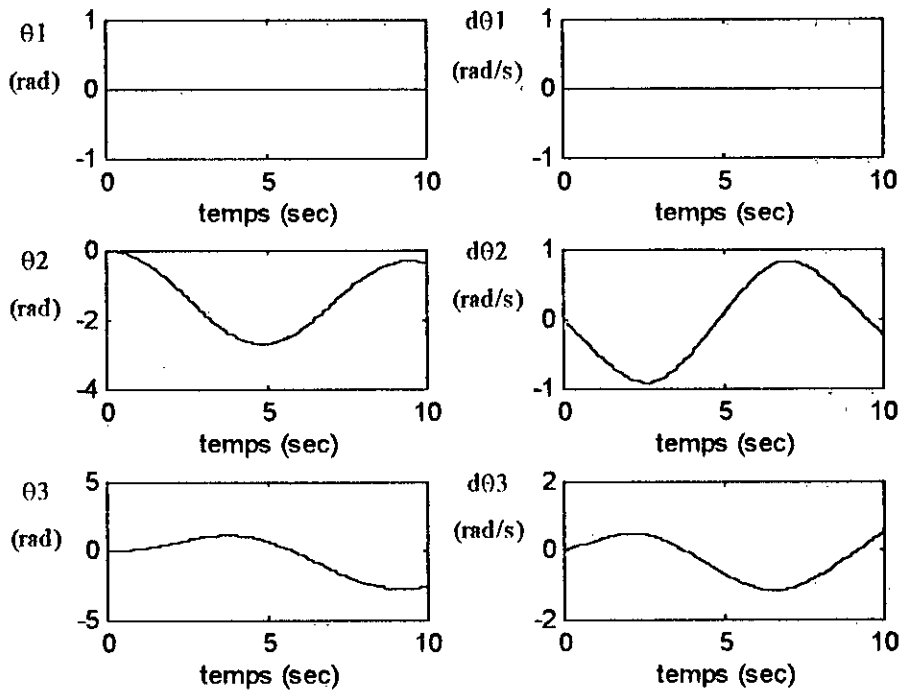 θ1
(rad)
1
0
-1
0
5
10
temps (sec)
dθ1
(rad/s)
1
0
-1
0
5
10
temps (sec)
θ2
(rad)
0
-2
-4
0
5
10
temps (sec)
dθ2
(rad/s)
1
0
-1
0
5
10
temps (sec)
θ3
(rad)
5
0
-5
0
5
10
temps (sec)
dθ3
(rad/s)
2
0
-2
0
5
10
temps (sec)